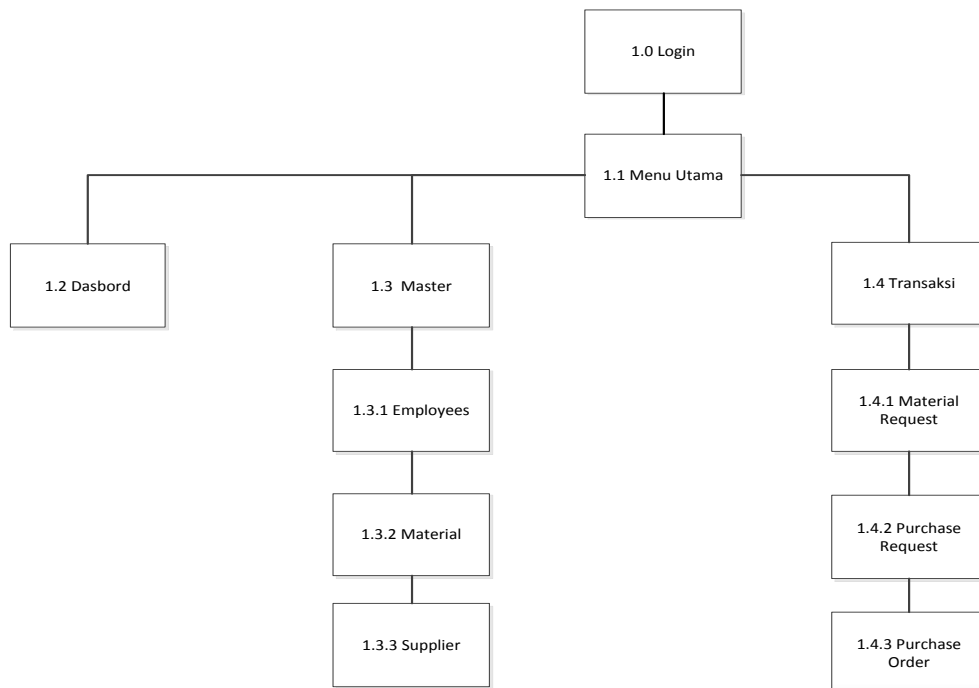 1.0 Login
1.1 Menu Utama
1.2 Dasbord
1.3 Master
1.4 Transaksi
1.3.1 Employees
1.4.1 Material
Request
1.3.2 Material
1.4.2 Purchase
Request
1.3.3 Supplier
1.4.3 Purchase
Order